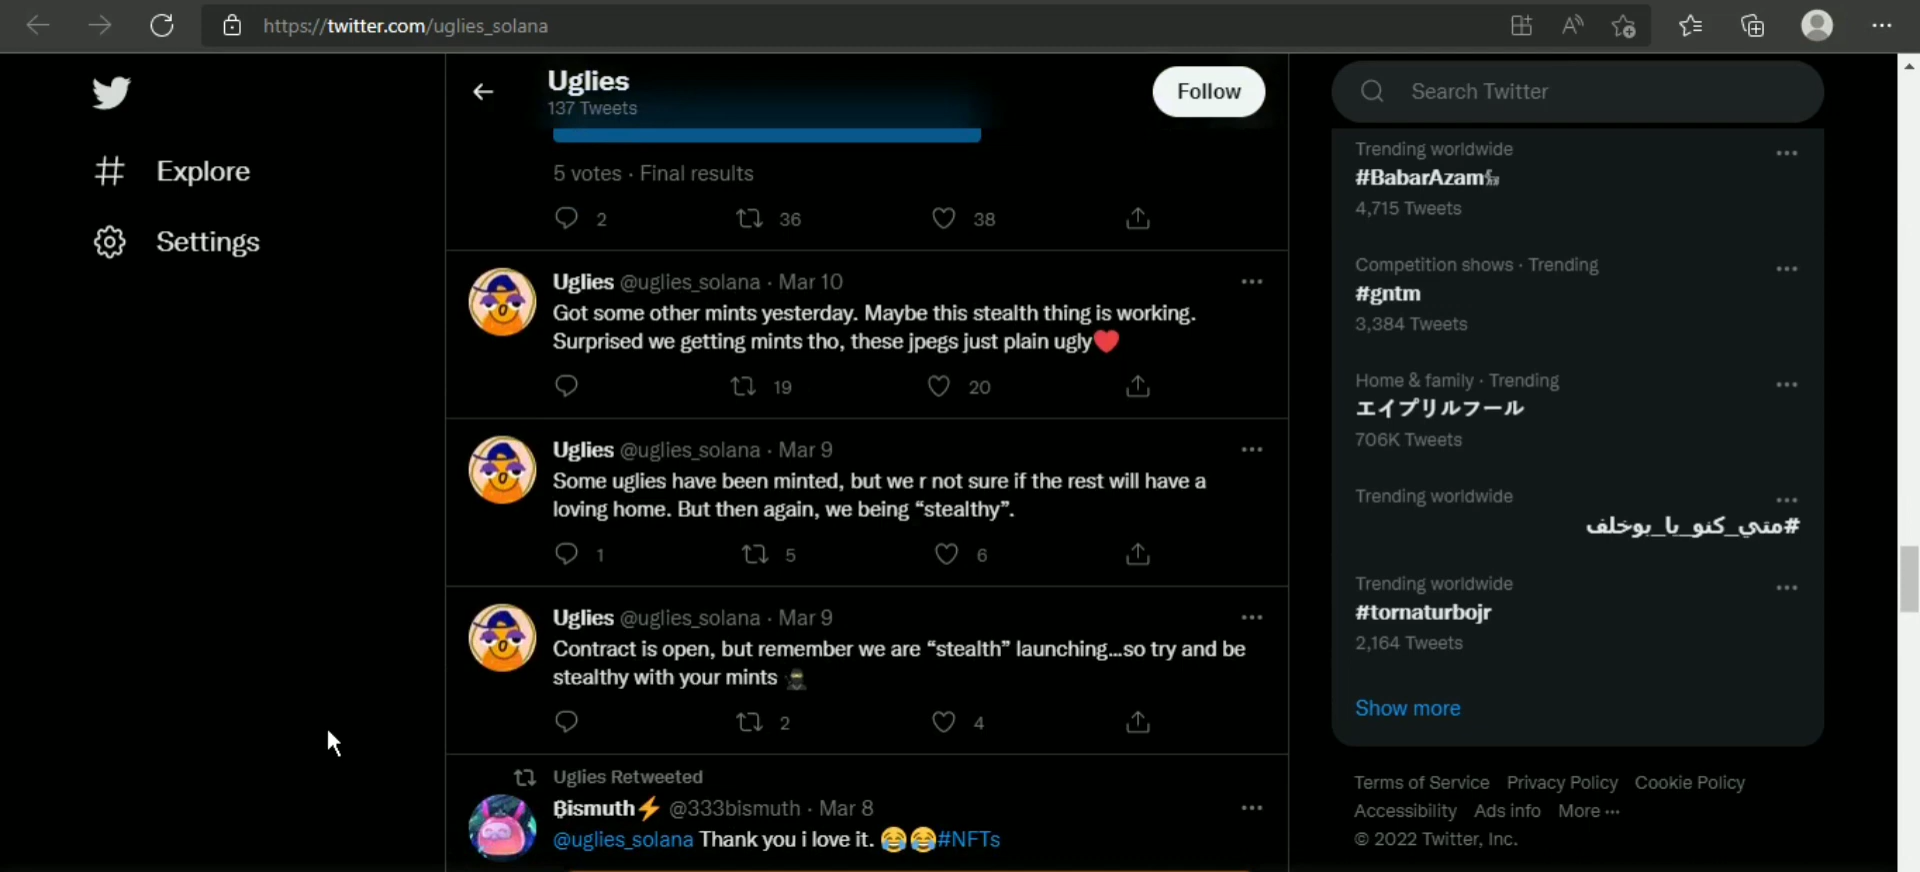 https://twitter.com/uglies_solana
Explore
Settings
Uglies
137 Tweets
Follow
5 votes · Final results
2 36 38
Uglies @uglies_solana · Mar 10
Got some other mints yesterday. Maybe this stealth thing is working.
Surprised we getting mints tho, these jpegs just plain ugly❤️
19 20
Uglies @uglies_solana · Mar 9
Some uglies have been minted, but we r not sure if the rest will have a
loving home. But then again, we being “stealthy”.
1 5 6
Uglies @uglies_solana · Mar 9
Contract is open, but remember we are “stealth” launching...so try and be
stealthy with your mints 🥷
2 4
Uglies Retweeted
₿ismuth⚡ @333bismuth · Mar 8
@uglies_solana Thank you i love it. 😂😂#NFTs
Search Twitter
Trending worldwide
#BabarAzam
4,715 Tweets
Competition shows · Trending
#gntm
3,384 Tweets
Home & family · Trending
エイプリルフール
706K Tweets
Trending worldwide
#متي_كنو_يا_بوخلف
Trending worldwide
#tornaturbojr
2,164 Tweets
Show more
Terms of Service Privacy Policy Cookie Policy
Accessibility Ads info More ···
© 2022 Twitter, Inc.